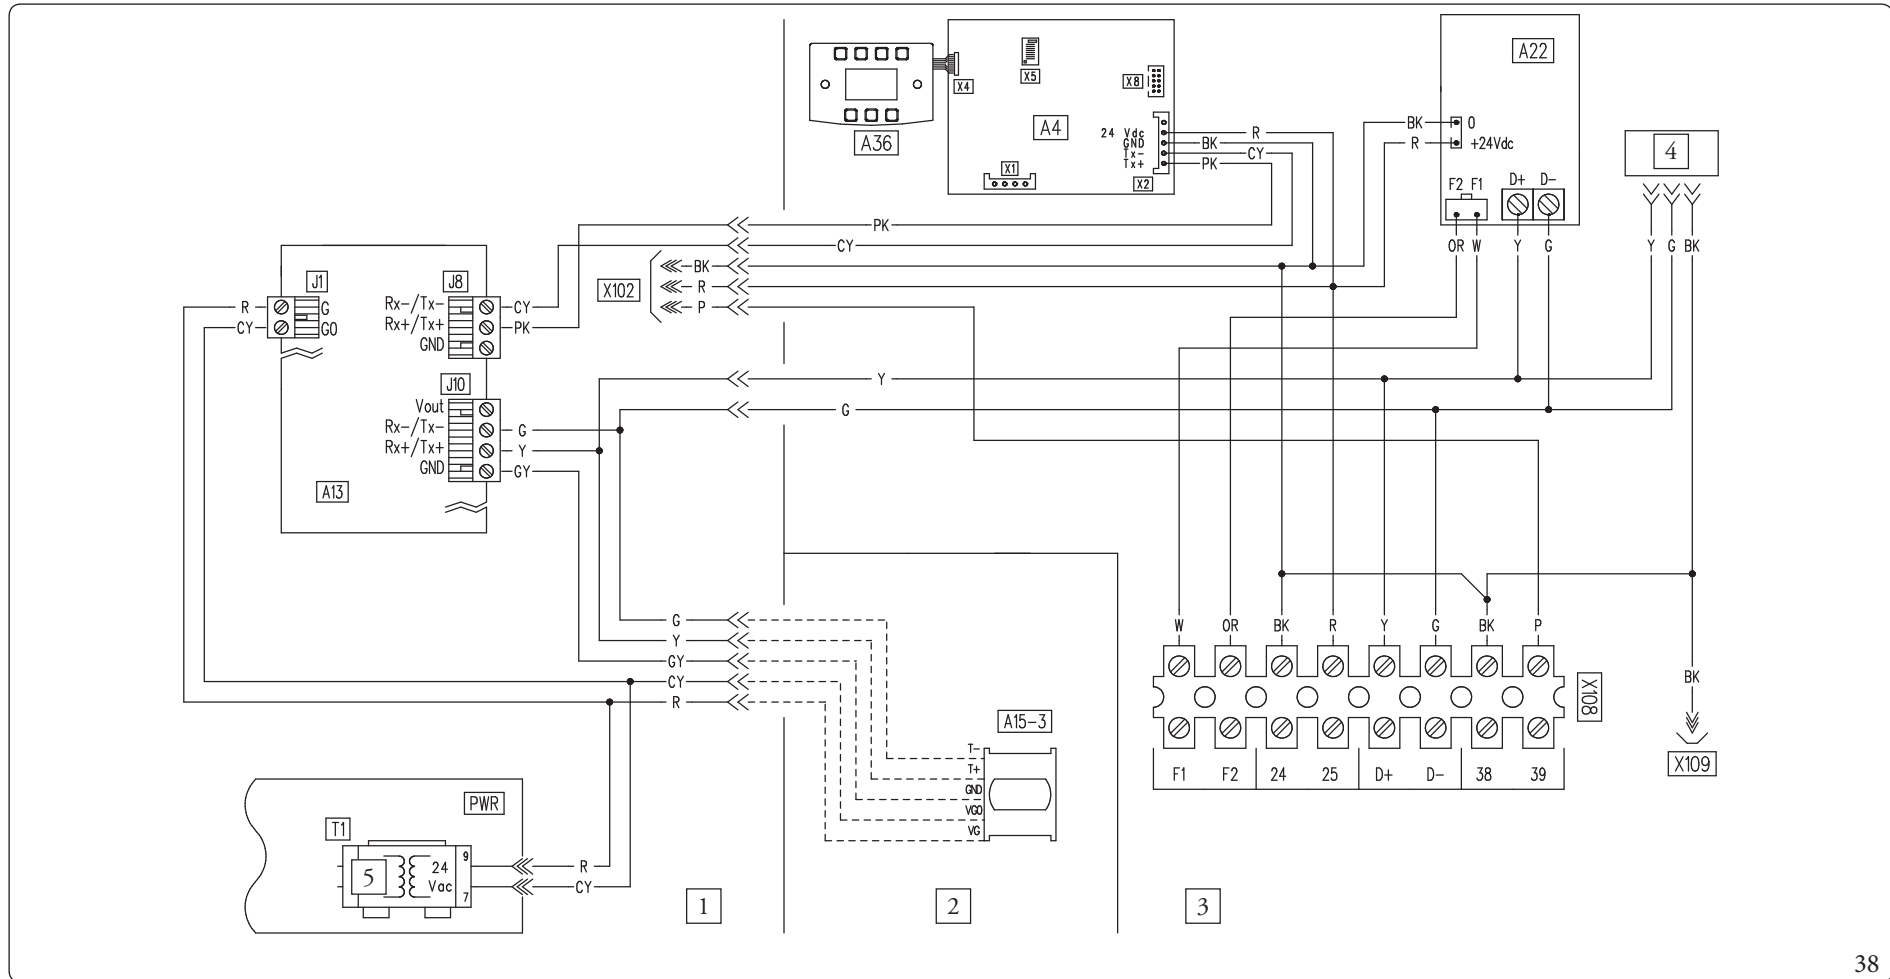 A22
X5
X4
X8
A4
A36
24 Vdc
GND
Tx-
Tx+
X1
X2
R
BK
CY
PK
BK
R
0
+24Vdc
4
F2 F1
D+
D-
OR
W
Y
G
Y
G
BK
PK
CY
X102
BK
R
P
J1
J8
R
CY
G
G0
Rx-/Tx-
Rx+/Tx+
GND
CY
PK
Y
G
J10
Vout
Rx-/Tx-
Rx+/Tx+
GND
G
Y
GY
A13
G
Y
GY
CY
R
W
OR
BK
R
Y
G
BK
P
X108
BK
X109
A15-3
T-
T+
GND
VG0
VG
F1
F2
24
25
D+
D-
38
39
PWR
T1
5
24
Vac
9
7
R
CY
1
2
3
38